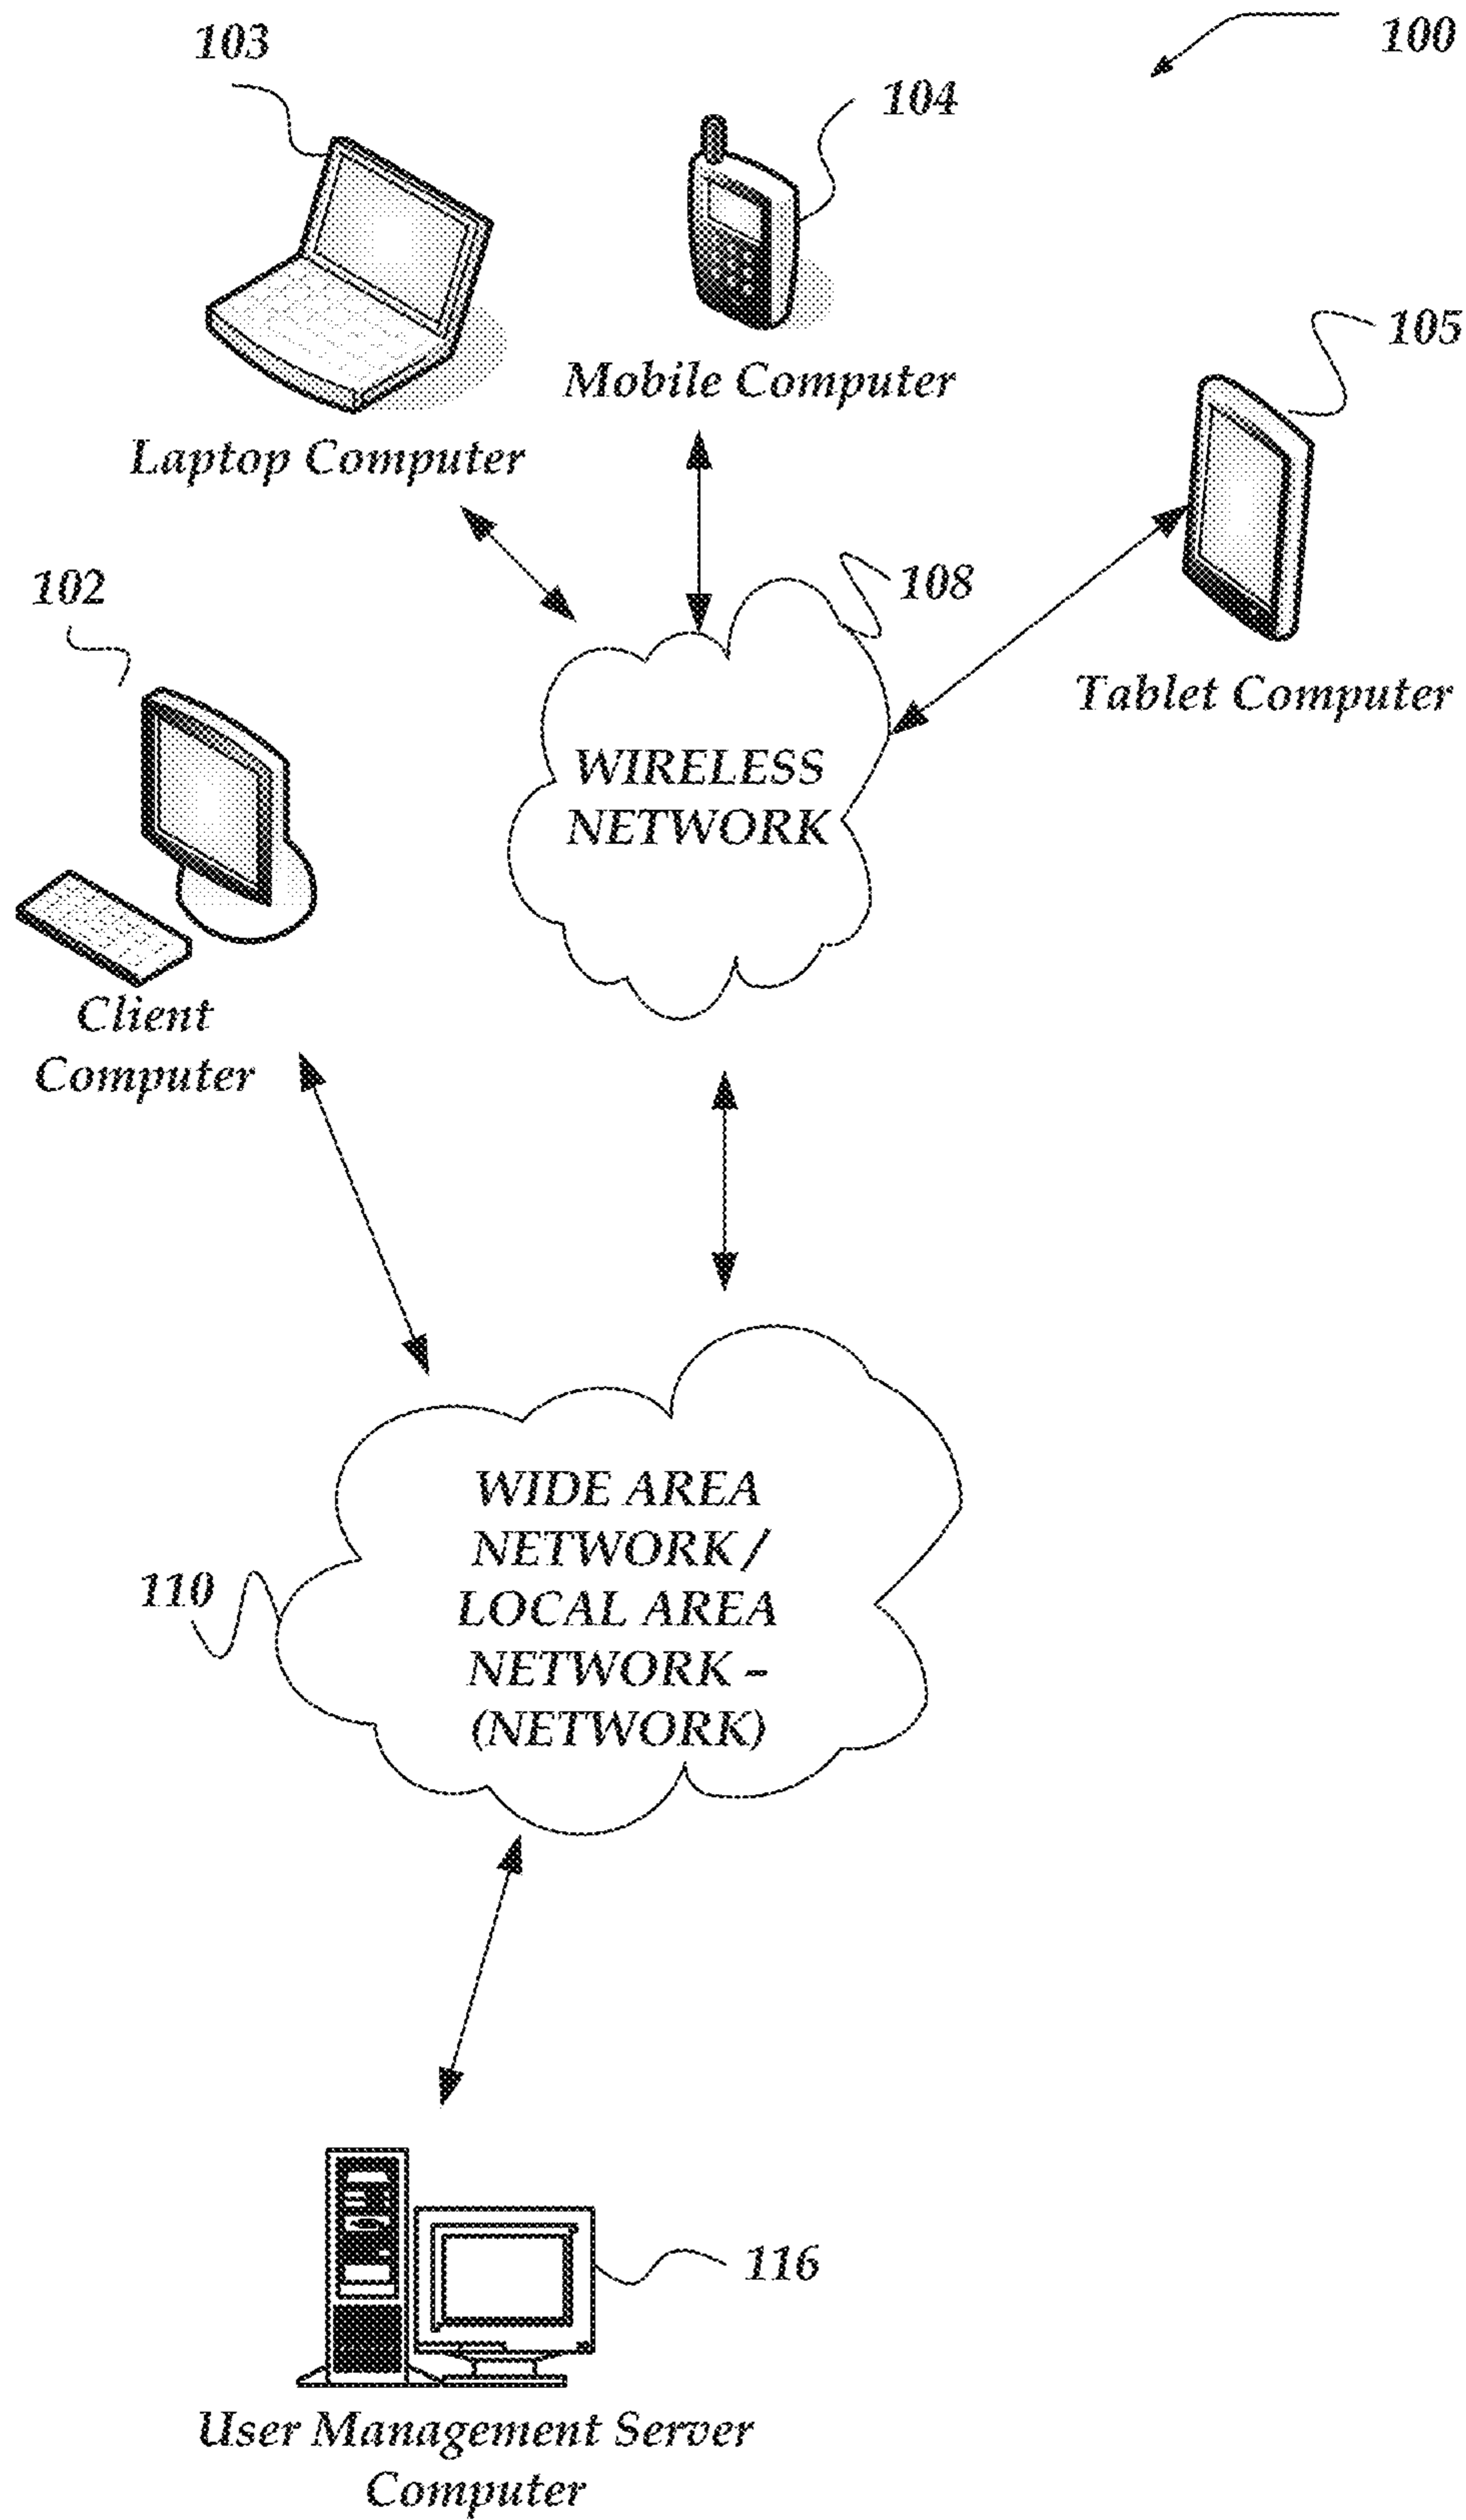 100
103
104
Mobile Computer
105
Laptop Computer
102
108
Tablet Computer
WIRELESS
NETWORK
Client
Computer
WIDE AREA
NETWORK /
LOCAL AREA
NETWORK –
(NETWORK)
110
116
User Management Server
Computer